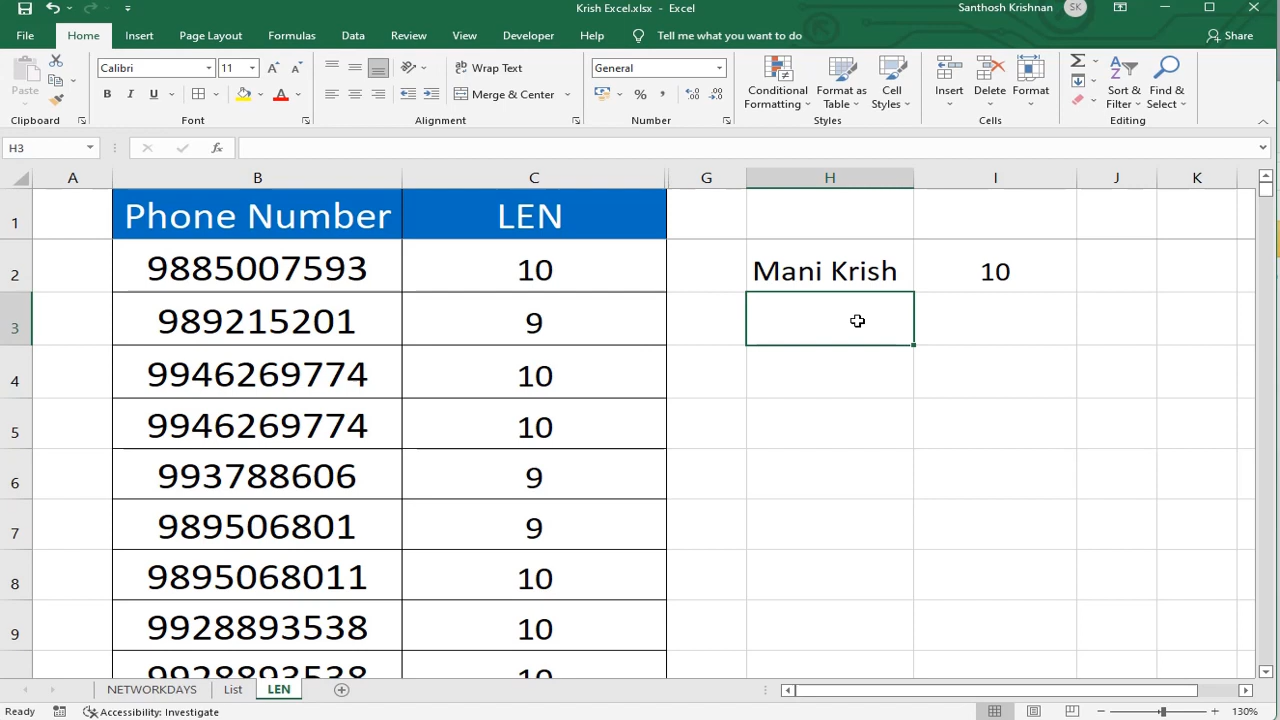 Krish Excel.xlsx - Excel
Santhosh Krishnan SK
File Home Insert Page Layout Formulas Data Review View Developer Help Tell me what you want to do Share
Paste
Clipboard
Calibri 11
B I U
Font
Wrap Text
Merge & Center
Alignment
General
Number
Conditional Formatting
Format as Table
Cell Styles
Styles
Insert
Delete
Format
Cells
Sort & Filter
Find & Select
Editing
H3 fx
A B C G H I J K
1 Phone Number LEN
2 9885007593 10 Mani Krish 10
3 989215201 9
4 9946269774 10
5 9946269774 10
6 993788606 9
7 989506801 9
8 9895068011 10
9 9928893538 10
9928893538 10
NETWORKDAYS List LEN
Ready Accessibility: Investigate 130%